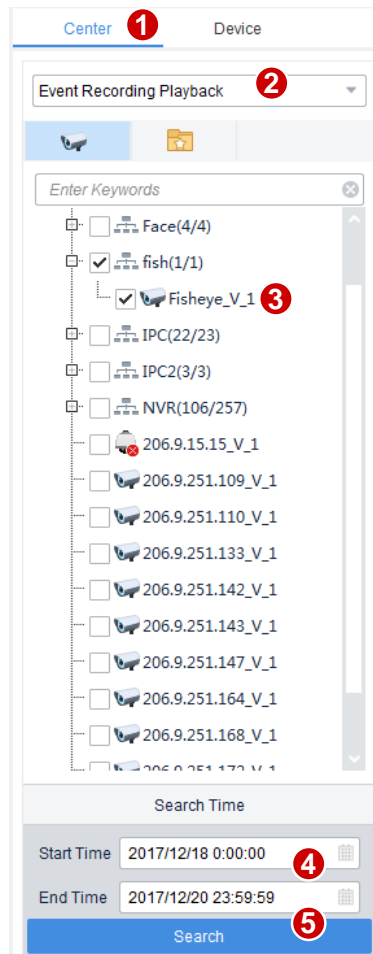 Center 1 Device
Event Recording Playback 2
Enter Keywords
Face(4/4)
fish(1/1)
Fisheye_V_1 3
IPC(22/23)
IPC2(3/3)
NVR(106/257)
206.9.15.15_V_1
206.9.251.109_V_1
206.9.251.110_V_1
206.9.251.133_V_1
206.9.251.142_V_1
206.9.251.143_V_1
206.9.251.147_V_1
206.9.251.164_V_1
206.9.251.168_V_1
206.9.251.172_V_1
Search Time
Start Time 2017/12/18 0:00:00 4
End Time 2017/12/20 23:59:59
5
Search